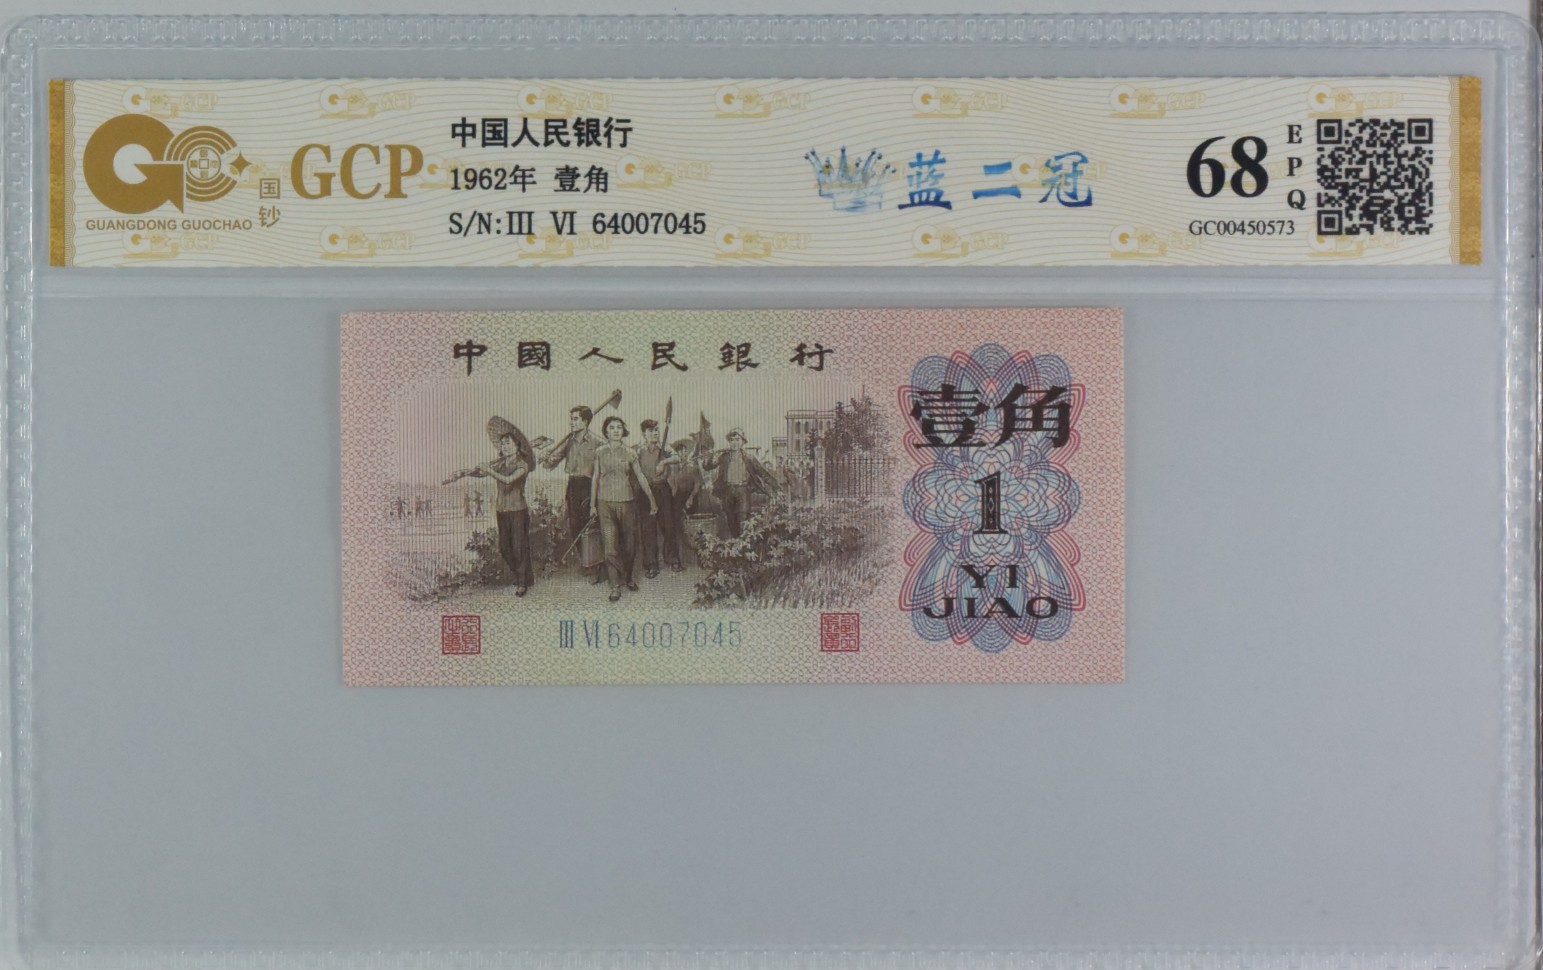 中国人民银行
1962年 壹角
S/N:Ⅲ Ⅵ 64007045
GCP
国钞
GUANGDONG GUOCHAO
蓝二冠
68
EPQ
GC00450573
中國人民銀行
壹角
1
YI
JIAO
Ⅲ Ⅵ 64007045